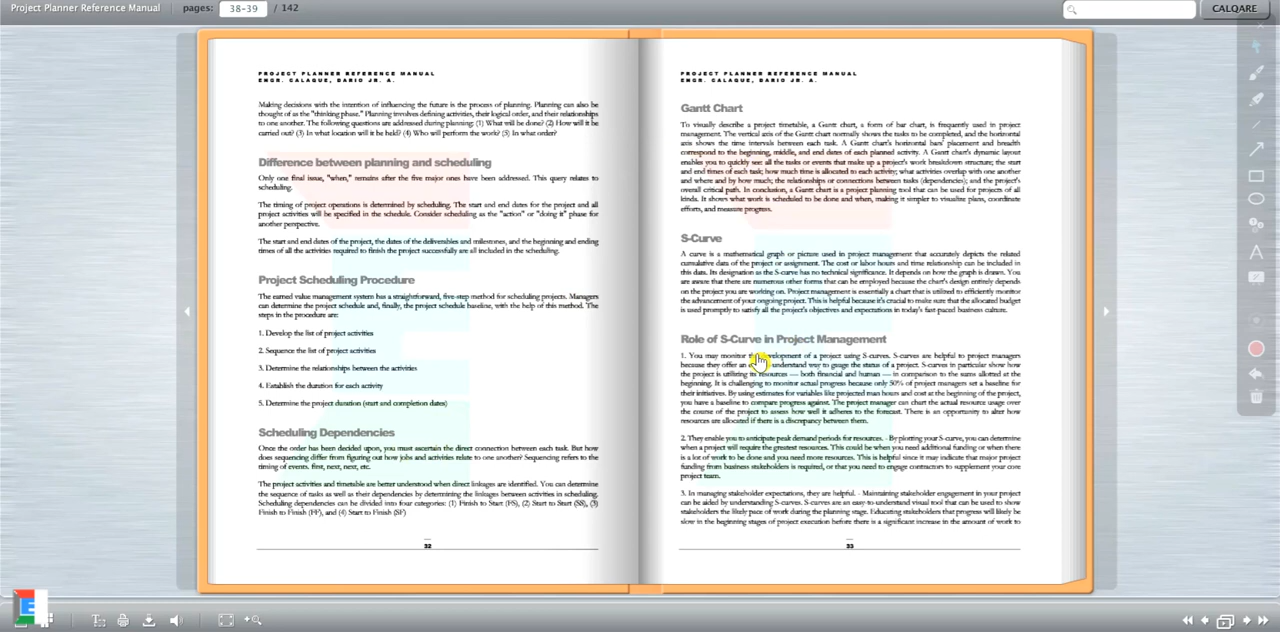 Project Planner Reference Manual
pages: 38-39 / 142
CALQARE
PROJECT PLANNER REFERENCE MANUAL
ENGR. CALAQUE, DARIO JR. A.
Making decisions with the intention of influencing the future is the process of planning. Planning can also be
thought of as the "thinking phase." Planning involves defining activities, their logical order, and their relationships
to one another. The following questions are addressed during planning: (1) What will be done? (2) How will it be
carried out? (3) In what location will it be held? (4) Who will perform the work? (5) In what order?
Difference between planning and scheduling
Only one final issue, "when," remains after the five major ones have been addressed. This query relates to
scheduling.
The timing of project operations is determined by scheduling. The start and end dates for the project and all
project activities will be specified in the schedule. Consider scheduling as the "action" or "doing it" phase for
another perspective.
The start and end dates of the project, the dates of the deliverables and milestones, and the beginning and ending
times of all the activities required to finish the project successfully are all included in the scheduling.
Project Scheduling Procedure
The earned value management system has a straightforward, five-step method for scheduling projects. Managers
can determine the project schedule and, finally, the project schedule baseline, with the help of this method. The
steps in the procedure are:
1. Develop the list of project activities
2. Sequence the list of project activities
3. Determine the relationships between the activities
4. Establish the duration for each activity
5. Determine the project duration (start and completion dates)
Scheduling Dependencies
Once the order has been decided upon, you must ascertain the direct connection between each task. But how
does sequencing differ from figuring out how jobs and activities relate to one another? Sequencing refers to the
timing of events. first, next, next, etc.
The project activities and timetable are better understood when direct linkages are identified. You can determine
the sequence of tasks as well as their dependencies by determining the linkages between activities in scheduling.
Scheduling dependencies can be divided into four categories: (1) Finish to Start (FS), (2) Start to Start (SS), (3)
Finish to Finish (FF), and (4) Start to Finish (SF)
32
PROJECT PLANNER REFERENCE MANUAL
ENGR. CALAQUE, DARIO JR. A.
Gantt Chart
To visually describe a project timetable, a Gantt chart, a form of bar chart, is frequently used in project
management. The vertical axis of the Gantt chart normally shows the tasks to be completed, and the horizontal
axis shows the time intervals between each task. A Gantt chart's horizontal bars' placement and breadth
correspond to the beginning, middle, and end dates of each planned activity. A Gantt chart's dynamic layout
enables you to quickly see: all the tasks or events that make up a project's work breakdown structure; the start
and end times of each task; how much time is allocated to each activity; what activities overlap with one another
and where and by how much; the relationships or connections between tasks (dependencies); and the project's
overall critical path. In conclusion, a Gantt chart is a project planning tool that can be used for projects of all
kinds. It shows what work is scheduled to be done and when, making it simpler to visualize plans, coordinate
efforts, and measure progress.
S-Curve
A curve is a mathematical graph or picture used in project management that accurately depicts the related
cumulative data of the project or assignment. The cost or labor hours and time relationship can be included in
this data. Its designation as the S-curve has no technical significance. It depends on how the graph is drawn. You
are aware that there are numerous other forms that can be employed because the chart's design entirely depends
on the project you are working on. Project management is essentially a chart that is utilized to efficiently monitor
the advancement of your ongoing project. This is helpful because it's crucial to make sure that the allocated budget
is used promptly to satisfy all the project's objectives and expectations in today's fast-paced business culture.
Role of S-Curve in Project Management
1. You may monitor the development of a project using S-curves. S-curves are helpful to project managers
because they offer an understand way to gauge the status of a project. S-curves in particular show how
the project is utilizing its resources — both financial and human — in comparison to the sums allotted at the
beginning. It is challenging to monitor actual progress because only 50% of project managers set a baseline for
their initiatives. By using estimates for variables like projected man hours and cost at the beginning of the project,
you have a baseline to compare progress against. The project manager can chart the actual resource usage over
the course of the project to assess how well it adheres to the forecast. There is an opportunity to alter how
resources are allocated if there is a discrepancy between them.
2. They enable you to anticipate peak demand periods for resources. - By plotting your S-curve, you can determine
when a project will require the greatest resources. This could be when you need additional funding or when there
is a lot of work to be done and you need more resources. This is helpful since it may indicate that major project
funding from business stakeholders is required, or that you need to engage contractors to supplement your core
project team.
3. In managing stakeholder expectations, they are helpful. - Maintaining stakeholder engagement in your project
can be aided by understanding S-curves. S-curves are an easy-to-understand visual tool that can be used to show
stakeholders the likely pace of work during the planning stage. Educating stakeholders that progress will likely be
slow in the beginning stages of project execution before there is a significant increase in the amount of work to
33